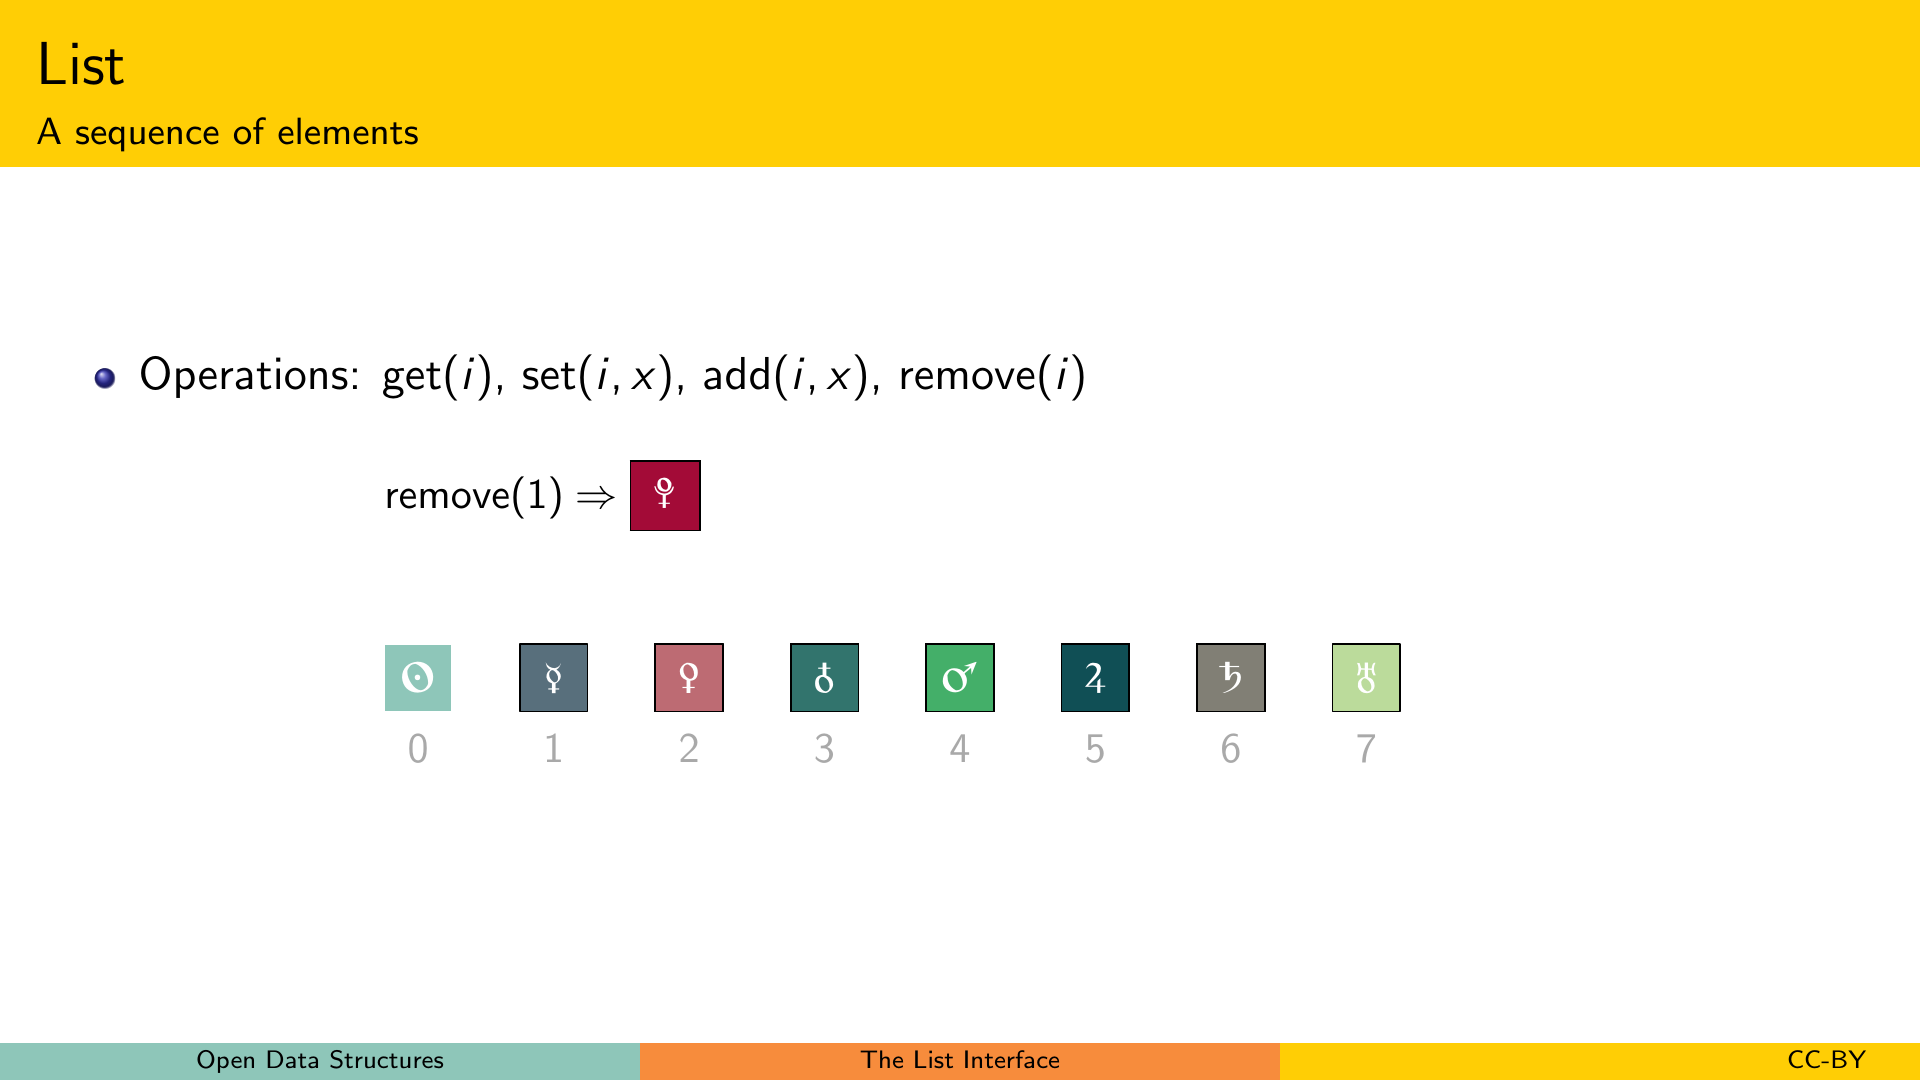 List
A sequence of elements
Operations: get(i), set(i, x), add(i, x), remove(i)
remove(1) ⇒ ♇
☉ ☿ ♀ ♁ ♂ ♃ ♄ ♅
0 1 2 3 4 5 6 7
Open Data Structures The List Interface CC-BY